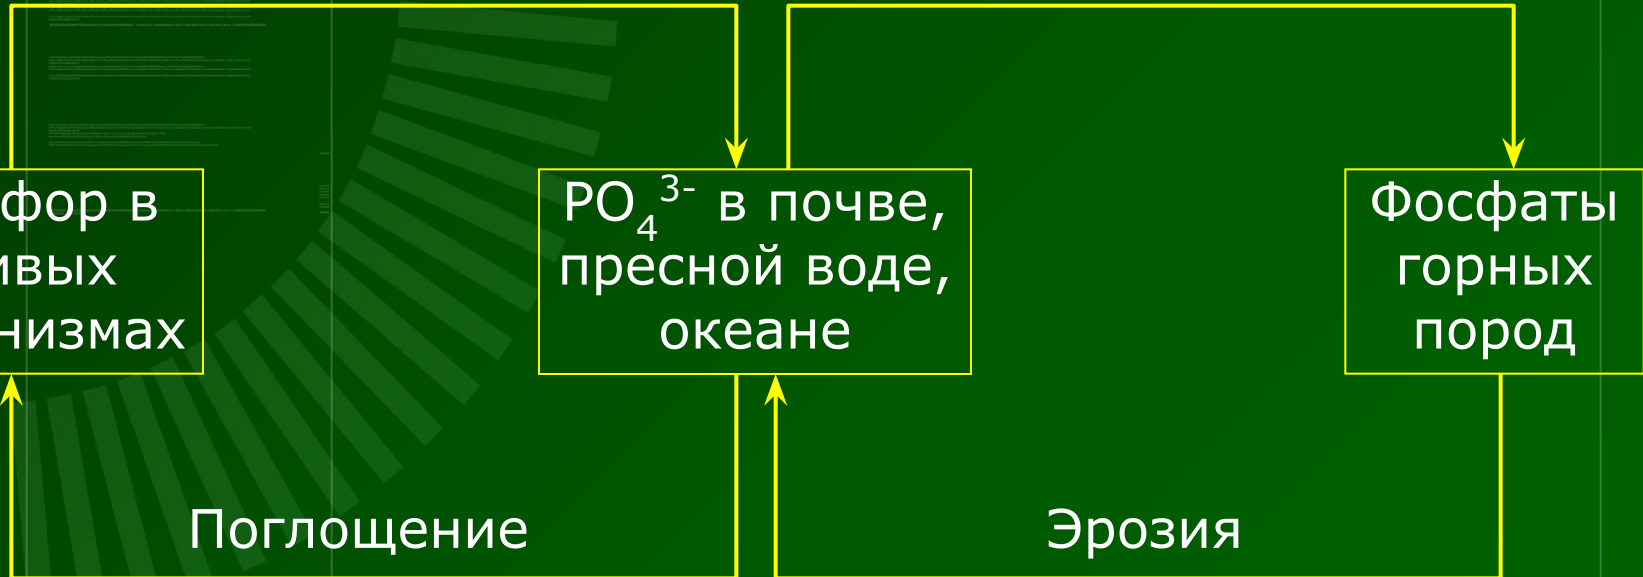 фор в
ивых
низмах
PO₄³⁻ в почве,
пресной воде,
океане
Фосфаты
горных
пород
Поглощение
Эрозия